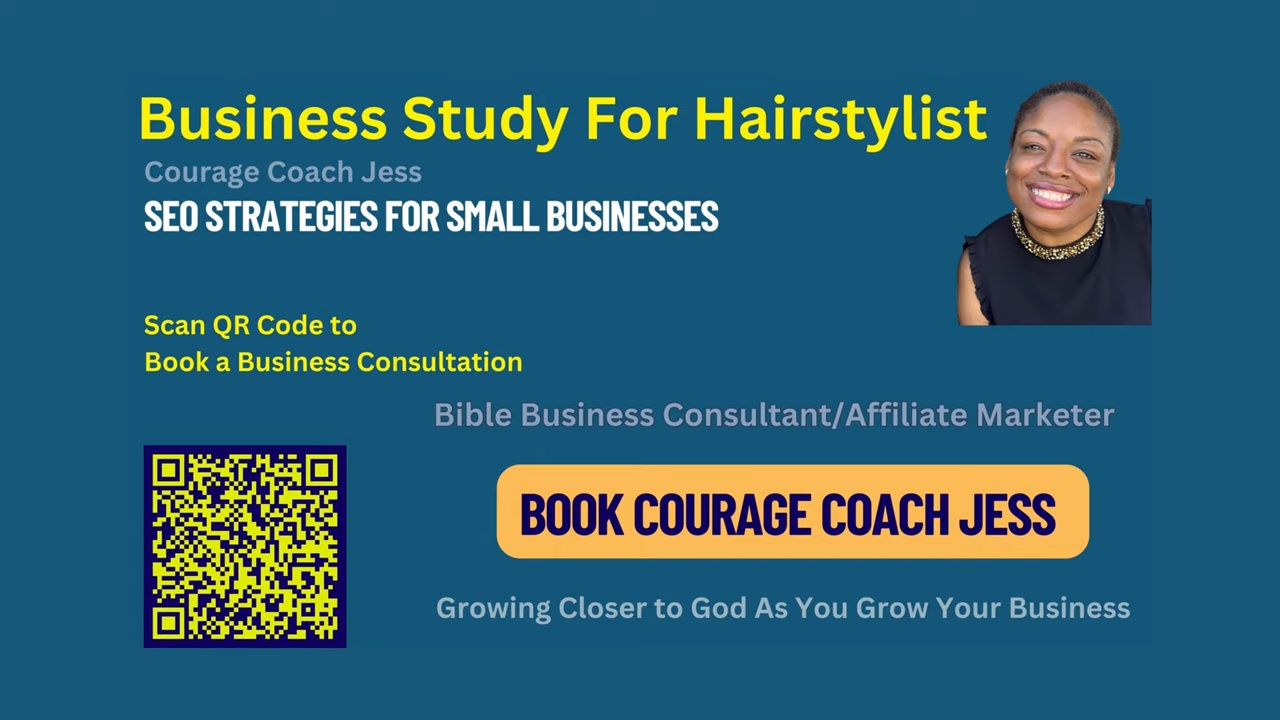 Business Study For Hairstylist
Courage Coach Jess
SEO STRATEGIES FOR SMALL BUSINESSES
Scan QR Code to
Book a Business Consultation
Bible Business Consultant/Affiliate Marketer
BOOK COURAGE COACH JESS
Growing Closer to God As You Grow Your Business